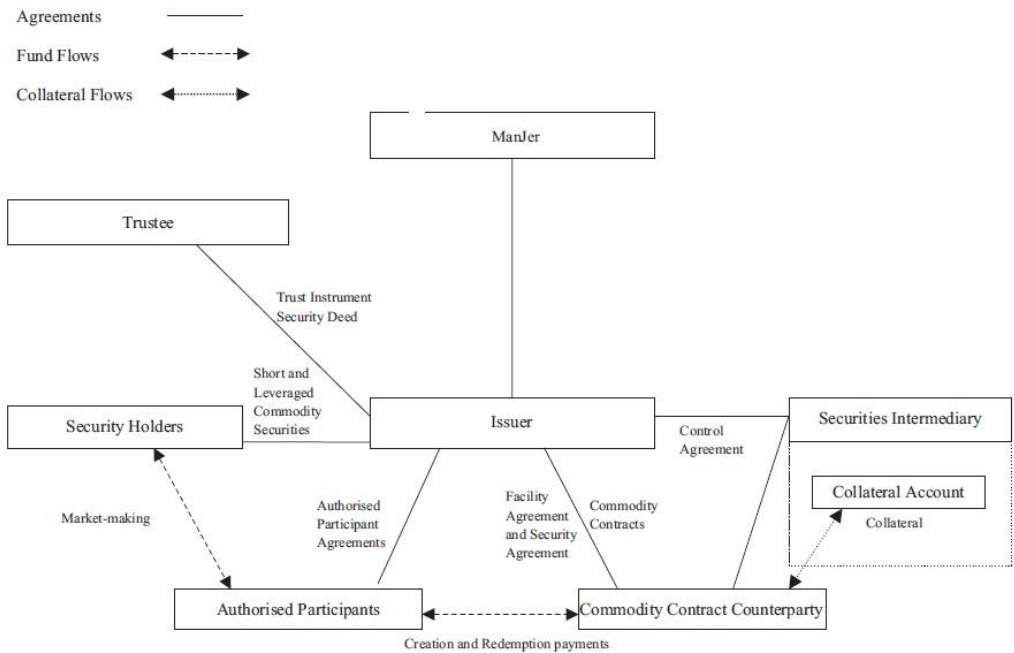 Agreements
Fund Flows
Collateral Flows
ManJer
Trustee
Trust Instrument
Security Deed
Short and
Leveraged
Commodity
Securities
Security Holders
Issuer
Securities Intermediary
Control
Agreement
Collateral Account
Collateral
Market-making
Authorised
Participant
Agreements
Facility
Agreement
and Security
Agreement
Commodity
Contracts
Authorised Participants
Commodity Contract Counterparty
Creation and Redemption payments